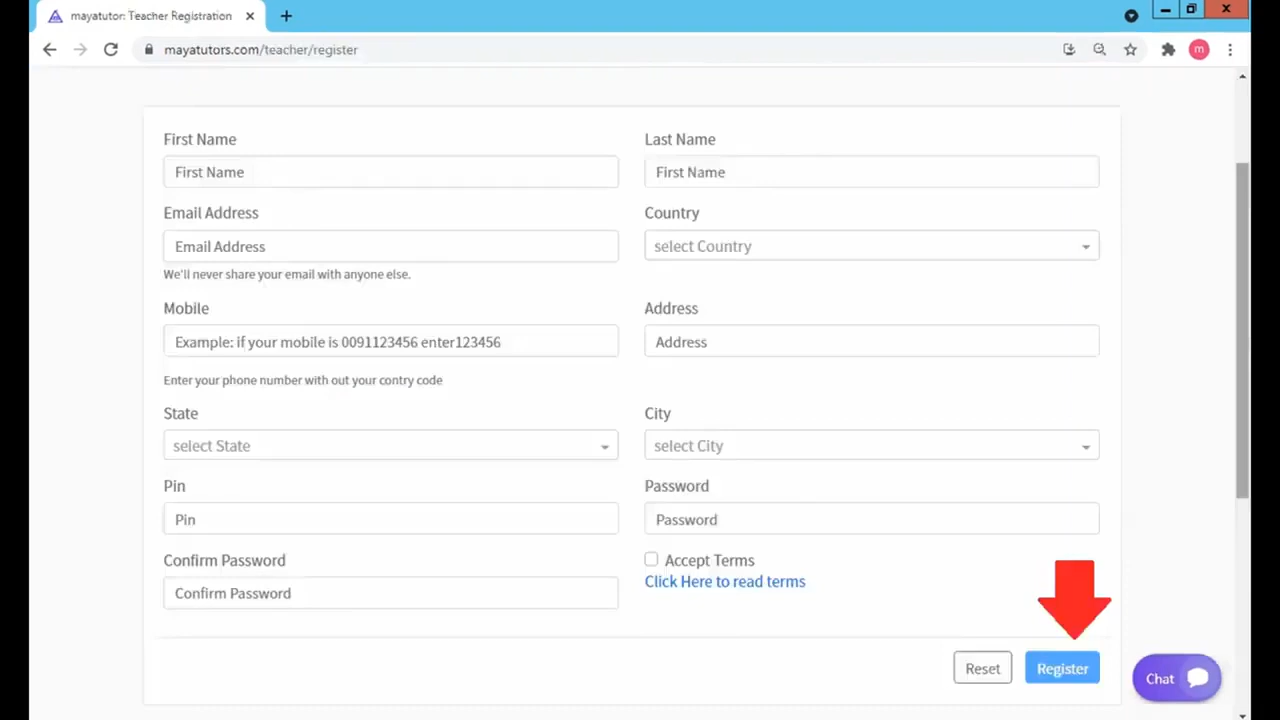 mayatutor: Teacher Registration
mayatutors.com/teacher/register
m
First Name
Last Name
First Name
First Name
Email Address
Country
Email Address
select Country
We'll never share your email with anyone else.
Mobile
Address
Example: if your mobile is 0091123456 enter123456
Address
Enter your phone number with out your contry code
State
City
select State
select City
Pin
Password
Pin
Password
Confirm Password
Accept Terms
Click Here to read terms
Confirm Password
Reset
Register
Chat